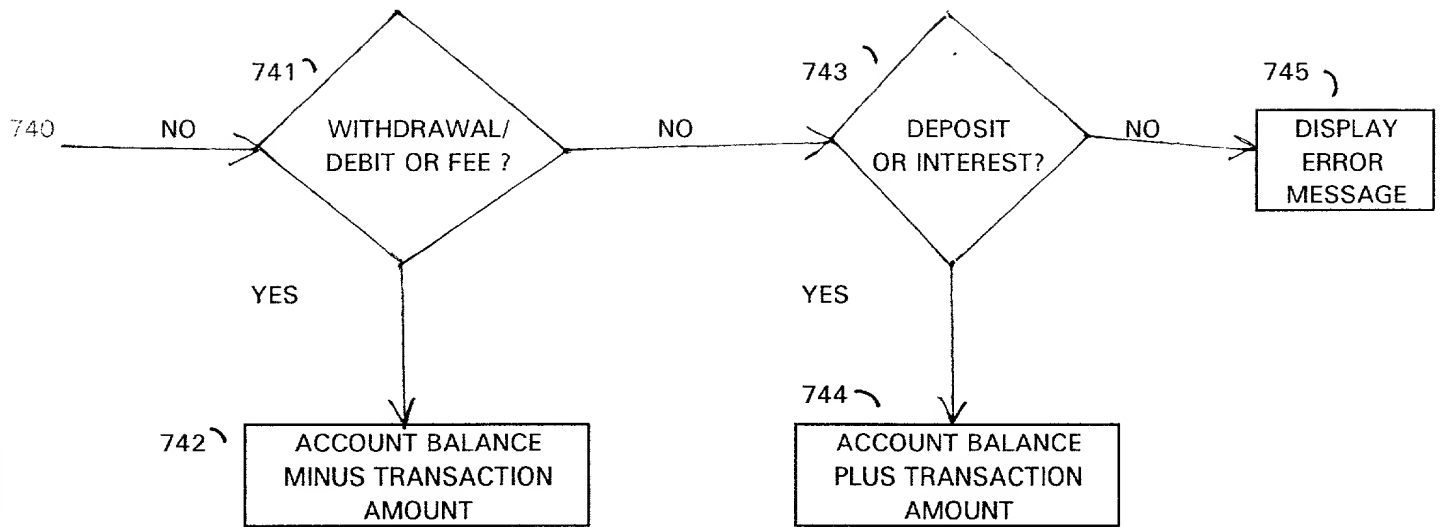 741
743
745
740
NO
WITHDRAWAL/
DEBIT OR FEE ?
NO
DEPOSIT
OR INTEREST?
NO
DISPLAY
ERROR
MESSAGE
YES
YES
742
ACCOUNT BALANCE
MINUS TRANSACTION
AMOUNT
744
ACCOUNT BALANCE
PLUS TRANSACTION
AMOUNT